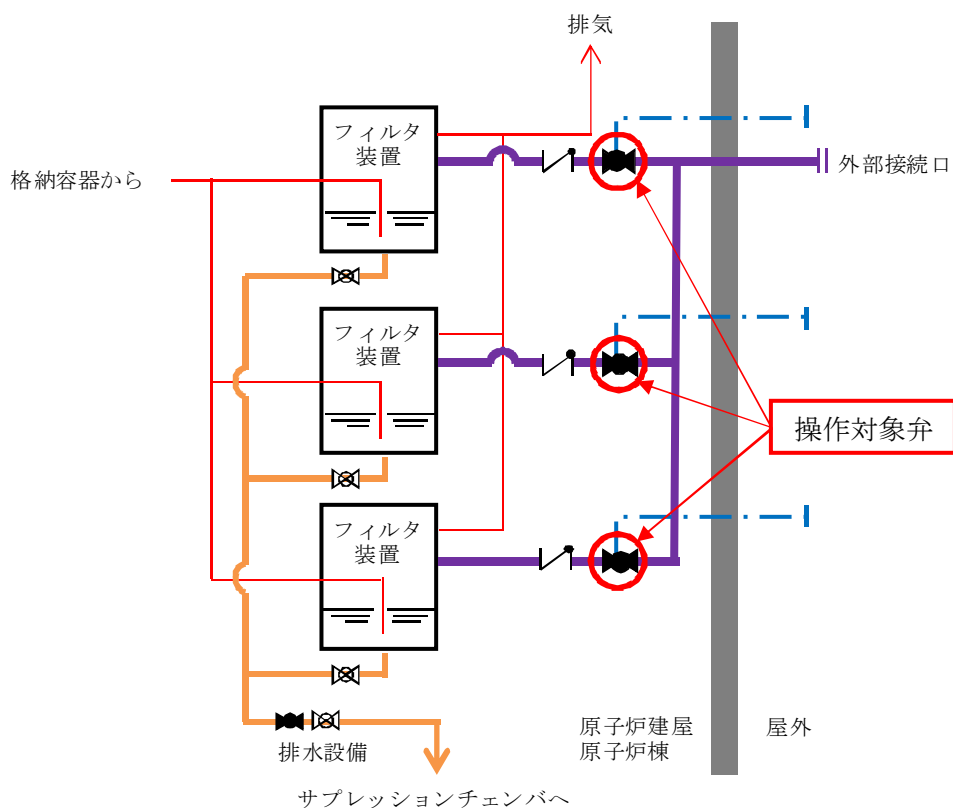 排気
フィルタ
装置
外部接続口
格納容器から
フィルタ
装置
操作対象弁
フィルタ
装置
原子炉建屋
原子炉棟
屋外
排水設備
サプレッションチェンバへ